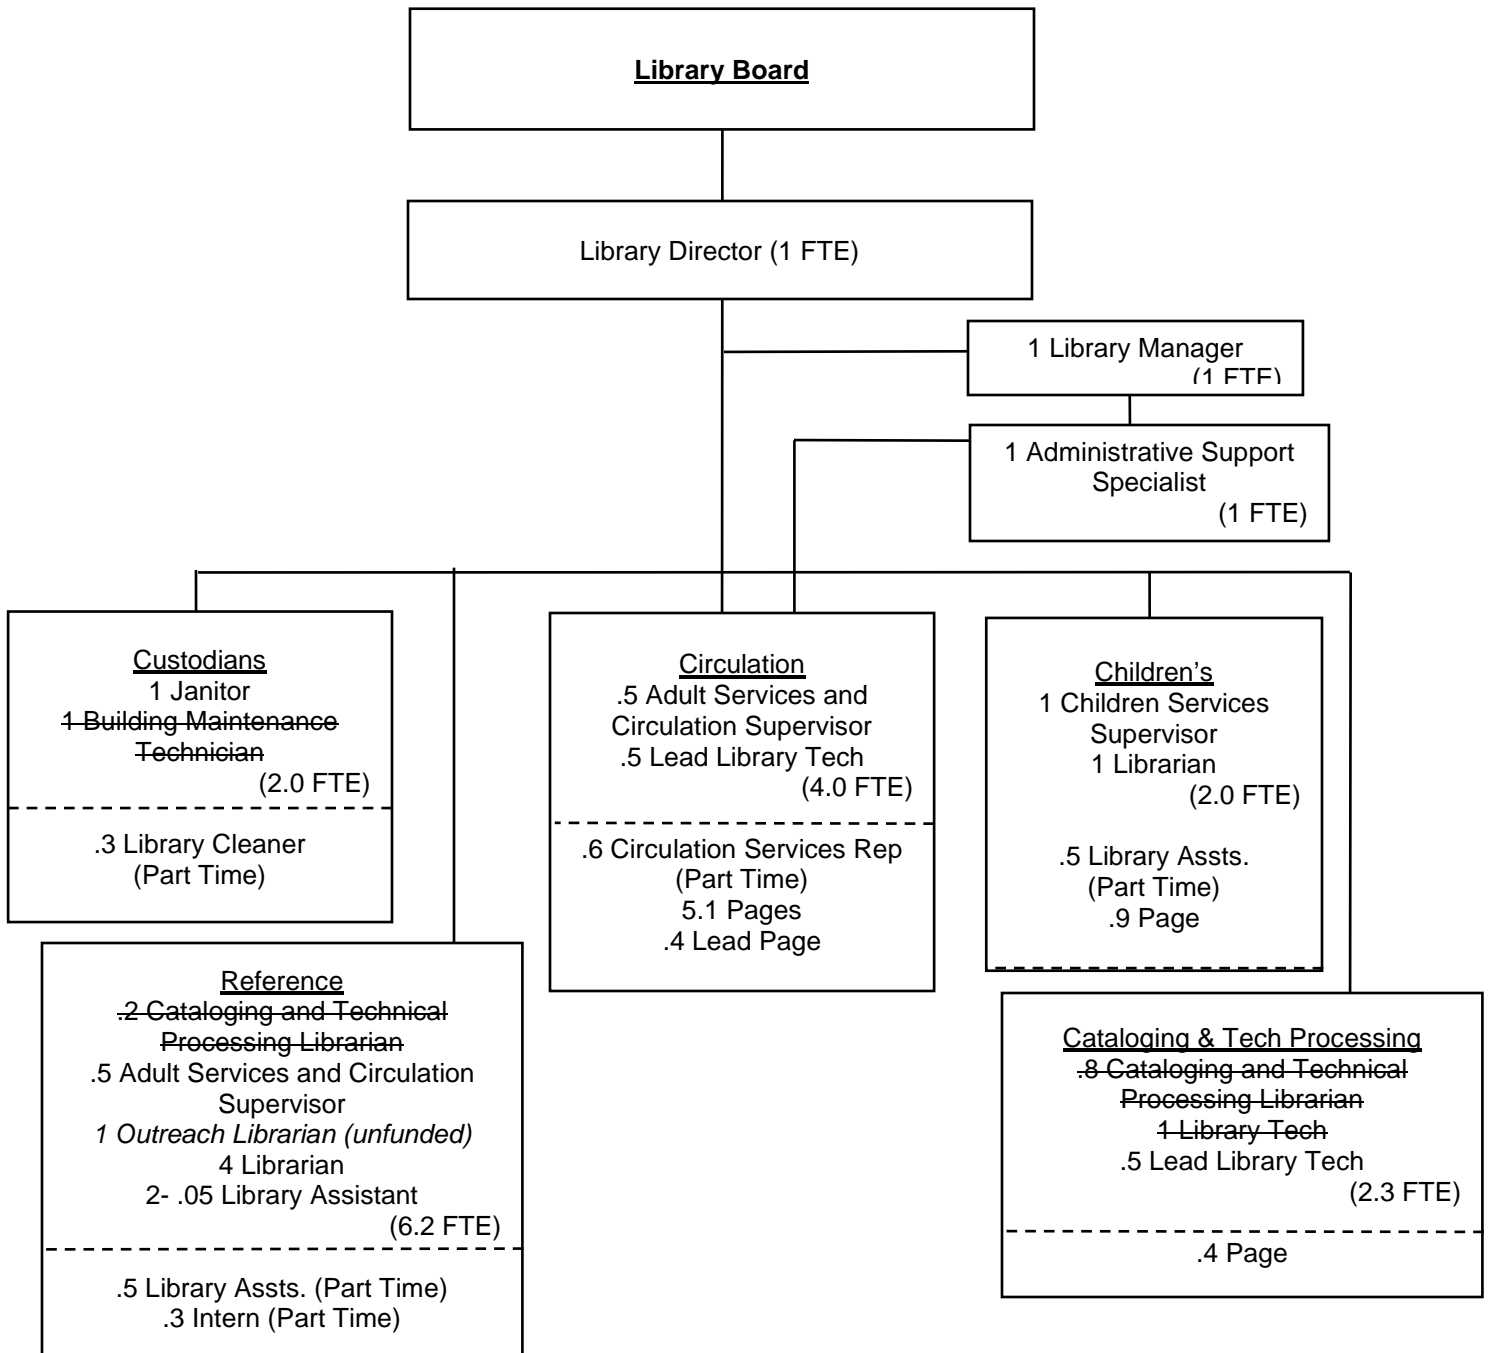 Library Board
Library Director (1 FTE)
1 Library Manager
(1 FTE)
1 Administrative Support
Specialist
(1 FTE)
Custodians
1 Janitor
1 Building Maintenance
Technician
(2.0 FTE)
.3 Library Cleaner
(Part Time)
Circulation
.5 Adult Services and
Circulation Supervisor
.5 Lead Library Tech
(4.0 FTE)
.6 Circulation Services Rep
(Part Time)
5.1 Pages
.4 Lead Page
Children’s
1 Children Services
Supervisor
1 Librarian
(2.0 FTE)
.5 Library Assts.
(Part Time)
.9 Page
Reference
.2 Cataloging and Technical
Processing Librarian
.5 Adult Services and Circulation
Supervisor
1 Outreach Librarian (unfunded)
4 Librarian
2- .05 Library Assistant
(6.2 FTE)
.5 Library Assts. (Part Time)
.3 Intern (Part Time)
Cataloging & Tech Processing
.8 Cataloging and Technical
Processing Librarian
1 Library Tech
.5 Lead Library Tech
(2.3 FTE)
.4 Page